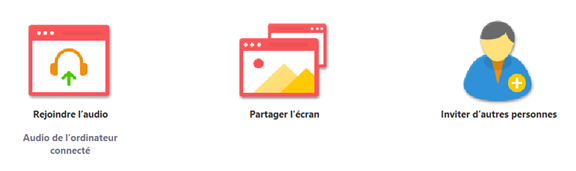 Rejoindre l'audio
Partager l'écran
Inviter d'autres personnes
Audio de l'ordinateur
connecté